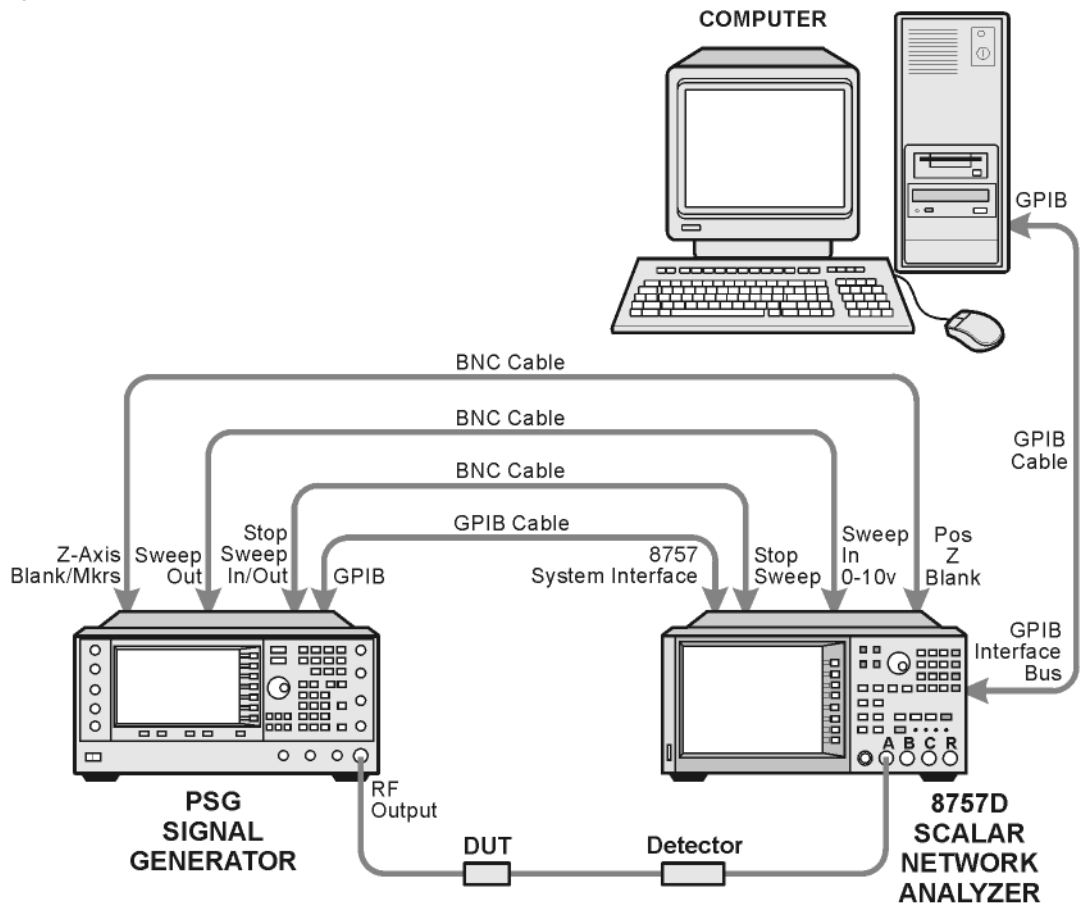 COMPUTER
GPIB
GPIB
Cable
BNC Cable
BNC Cable
BNC Cable
GPIB Cable
Z-Axis
Blank/Mkrs
Sweep
Out
Stop
Sweep
In/Out
GPIB
8757
System Interface
Stop
Sweep
Sweep
In
0-10v
Pos
Z
Blank
GPIB
Interface
Bus
A B C R
RF
Output
PSG
SIGNAL
GENERATOR
DUT
Detector
8757D
SCALAR
NETWORK
ANALYZER